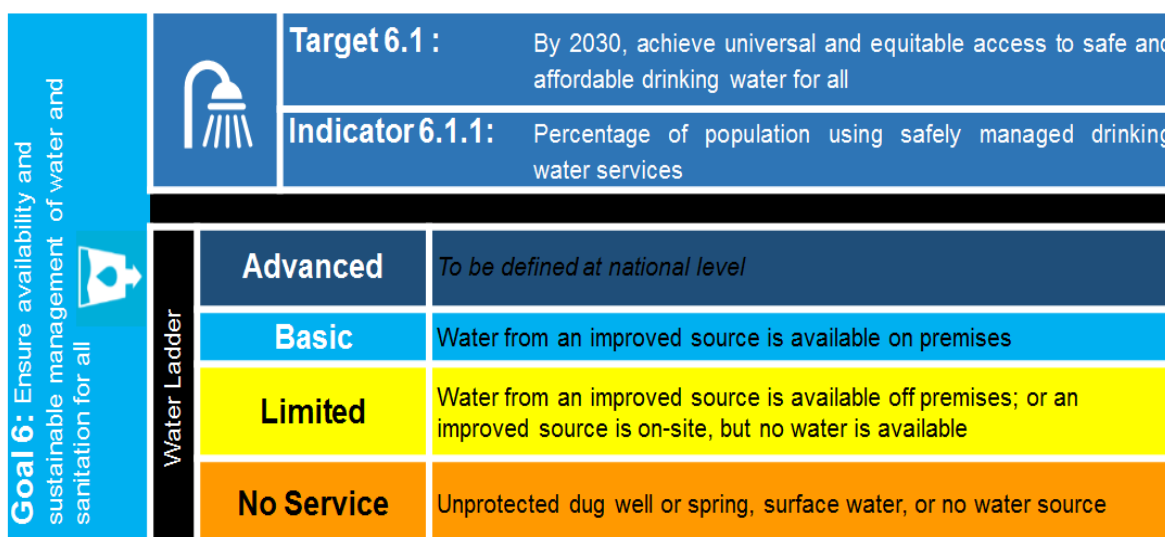 Goal 6: Ensure availability and
sustainable management of water and
sanitation for all
Target 6.1 :
By 2030, achieve universal and equitable access to safe and
affordable drinking water for all
Indicator 6.1.1:
Percentage of population using safely managed drinking
water services
Water Ladder
Advanced
To be defined at national level
Basic
Water from an improved source is available on premises
Limited
Water from an improved source is available off premises; or an
improved source is on-site, but no water is available
No Service
Unprotected dug well or spring, surface water, or no water source